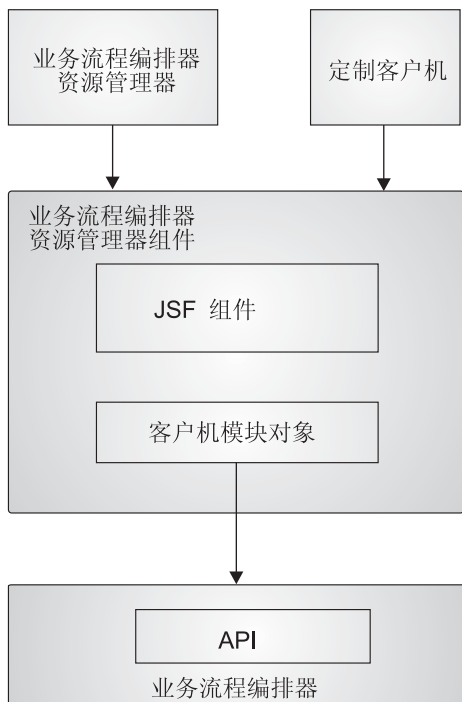 业务流程编排器
资源管理器
定制客户机
业务流程编排器
资源管理器组件
JSF 组件
客户机模块对象
API
业务流程编排器